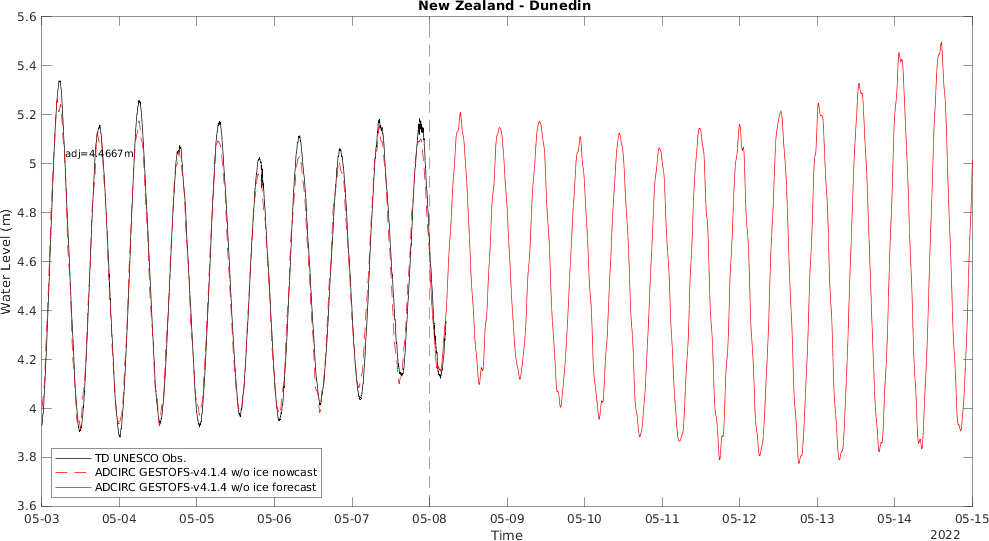 New Zealand - Dunedin
Water Level (m)
5.6
5.4
5.2
5
4.8
4.6
4.4
4.2
4
3.8
3.6
adj=4.4667m
TD UNESCO Obs.
ADCIRC GESTOFS-v4.1.4 w/o ice nowcast
ADCIRC GESTOFS-v4.1.4 w/o ice forecast
05-03 05-04 05-05 05-06 05-07 05-08 05-09 05-10 05-11 05-12 05-13 05-14 05-15
Time
2022